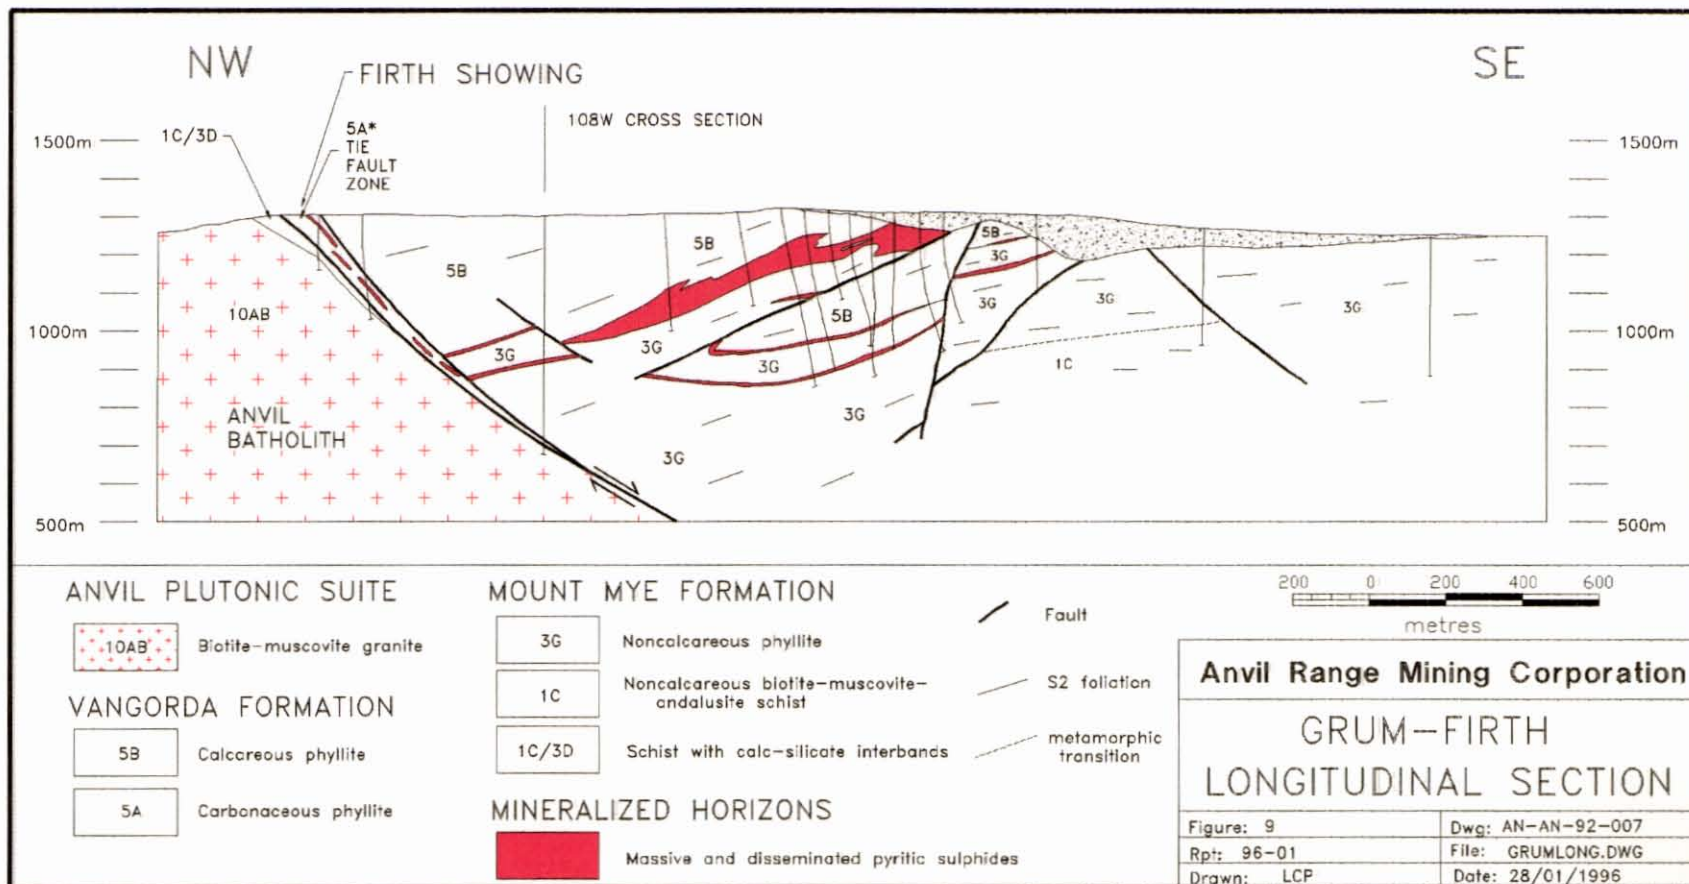 NW
SE
FIRTH SHOWING
1C/3D
5A*
TIE
FAULT
ZONE
108W CROSS SECTION
1500m
1500m
5B
5B
5B
3G
10AB
3G
3G
3G
1000m
5B
3G
1000m
3G
3G
1C
ANVIL
BATHOLITH
3G
3G
500m
500m
ANVIL PLUTONIC SUITE
10AB
Biotite-muscovite granite
VANGORDA FORMATION
5B
Calcareous phyllite
5A
Carbonaceous phyllite
MOUNT MYE FORMATION
3G
Noncalcareous phyllite
1C
Noncalcareous biotite-muscovite-
andalusite schist
1C/3D
Schist with calc-silicate interbands
MINERALIZED HORIZONS
Massive and disseminated pyritic sulphides
Fault
S2 foliation
metamorphic
transition
200 0 200 400 600
metres
Anvil Range Mining Corporation
GRUM-FIRTH
LONGITUDINAL SECTION
Figure: 9
Dwg: AN-AN-92-007
Rpt: 96-01
File: GRUMLONG.DWG
Drawn: LCP
Date: 28/01/1996